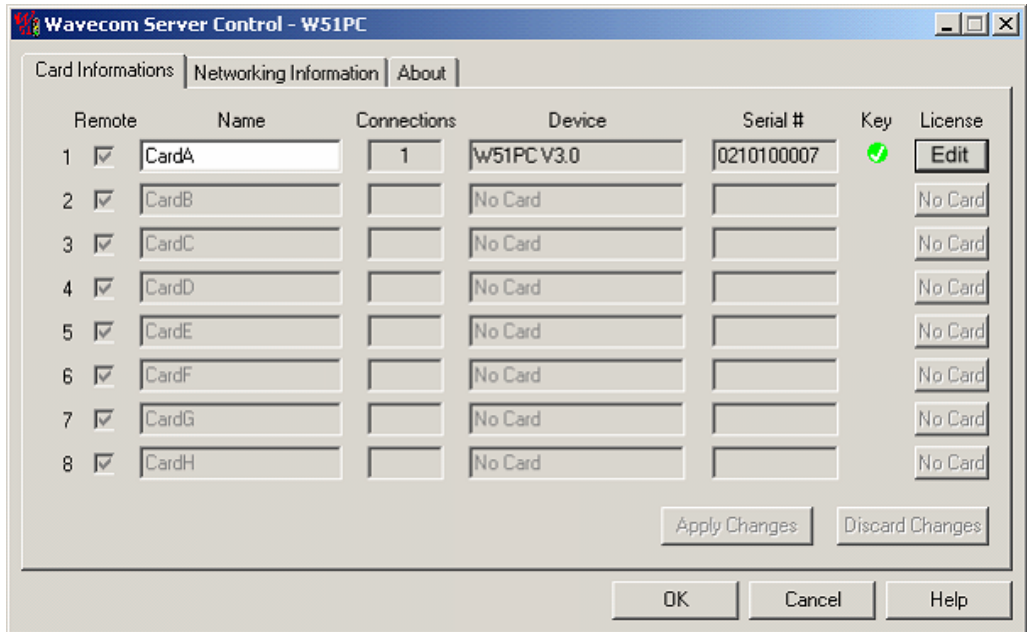 Wavecom Server Control - W51PC
Card Informations Networking Information About
Remote Name Connections Device Serial # Key License
1 CardA 1 W51PC V3.0 0210100007 Edit
2 CardB No Card No Card
3 CardC No Card No Card
4 CardD No Card No Card
5 CardE No Card No Card
6 CardF No Card No Card
7 CardG No Card No Card
8 CardH No Card No Card
Apply Changes Discard Changes
OK Cancel Help